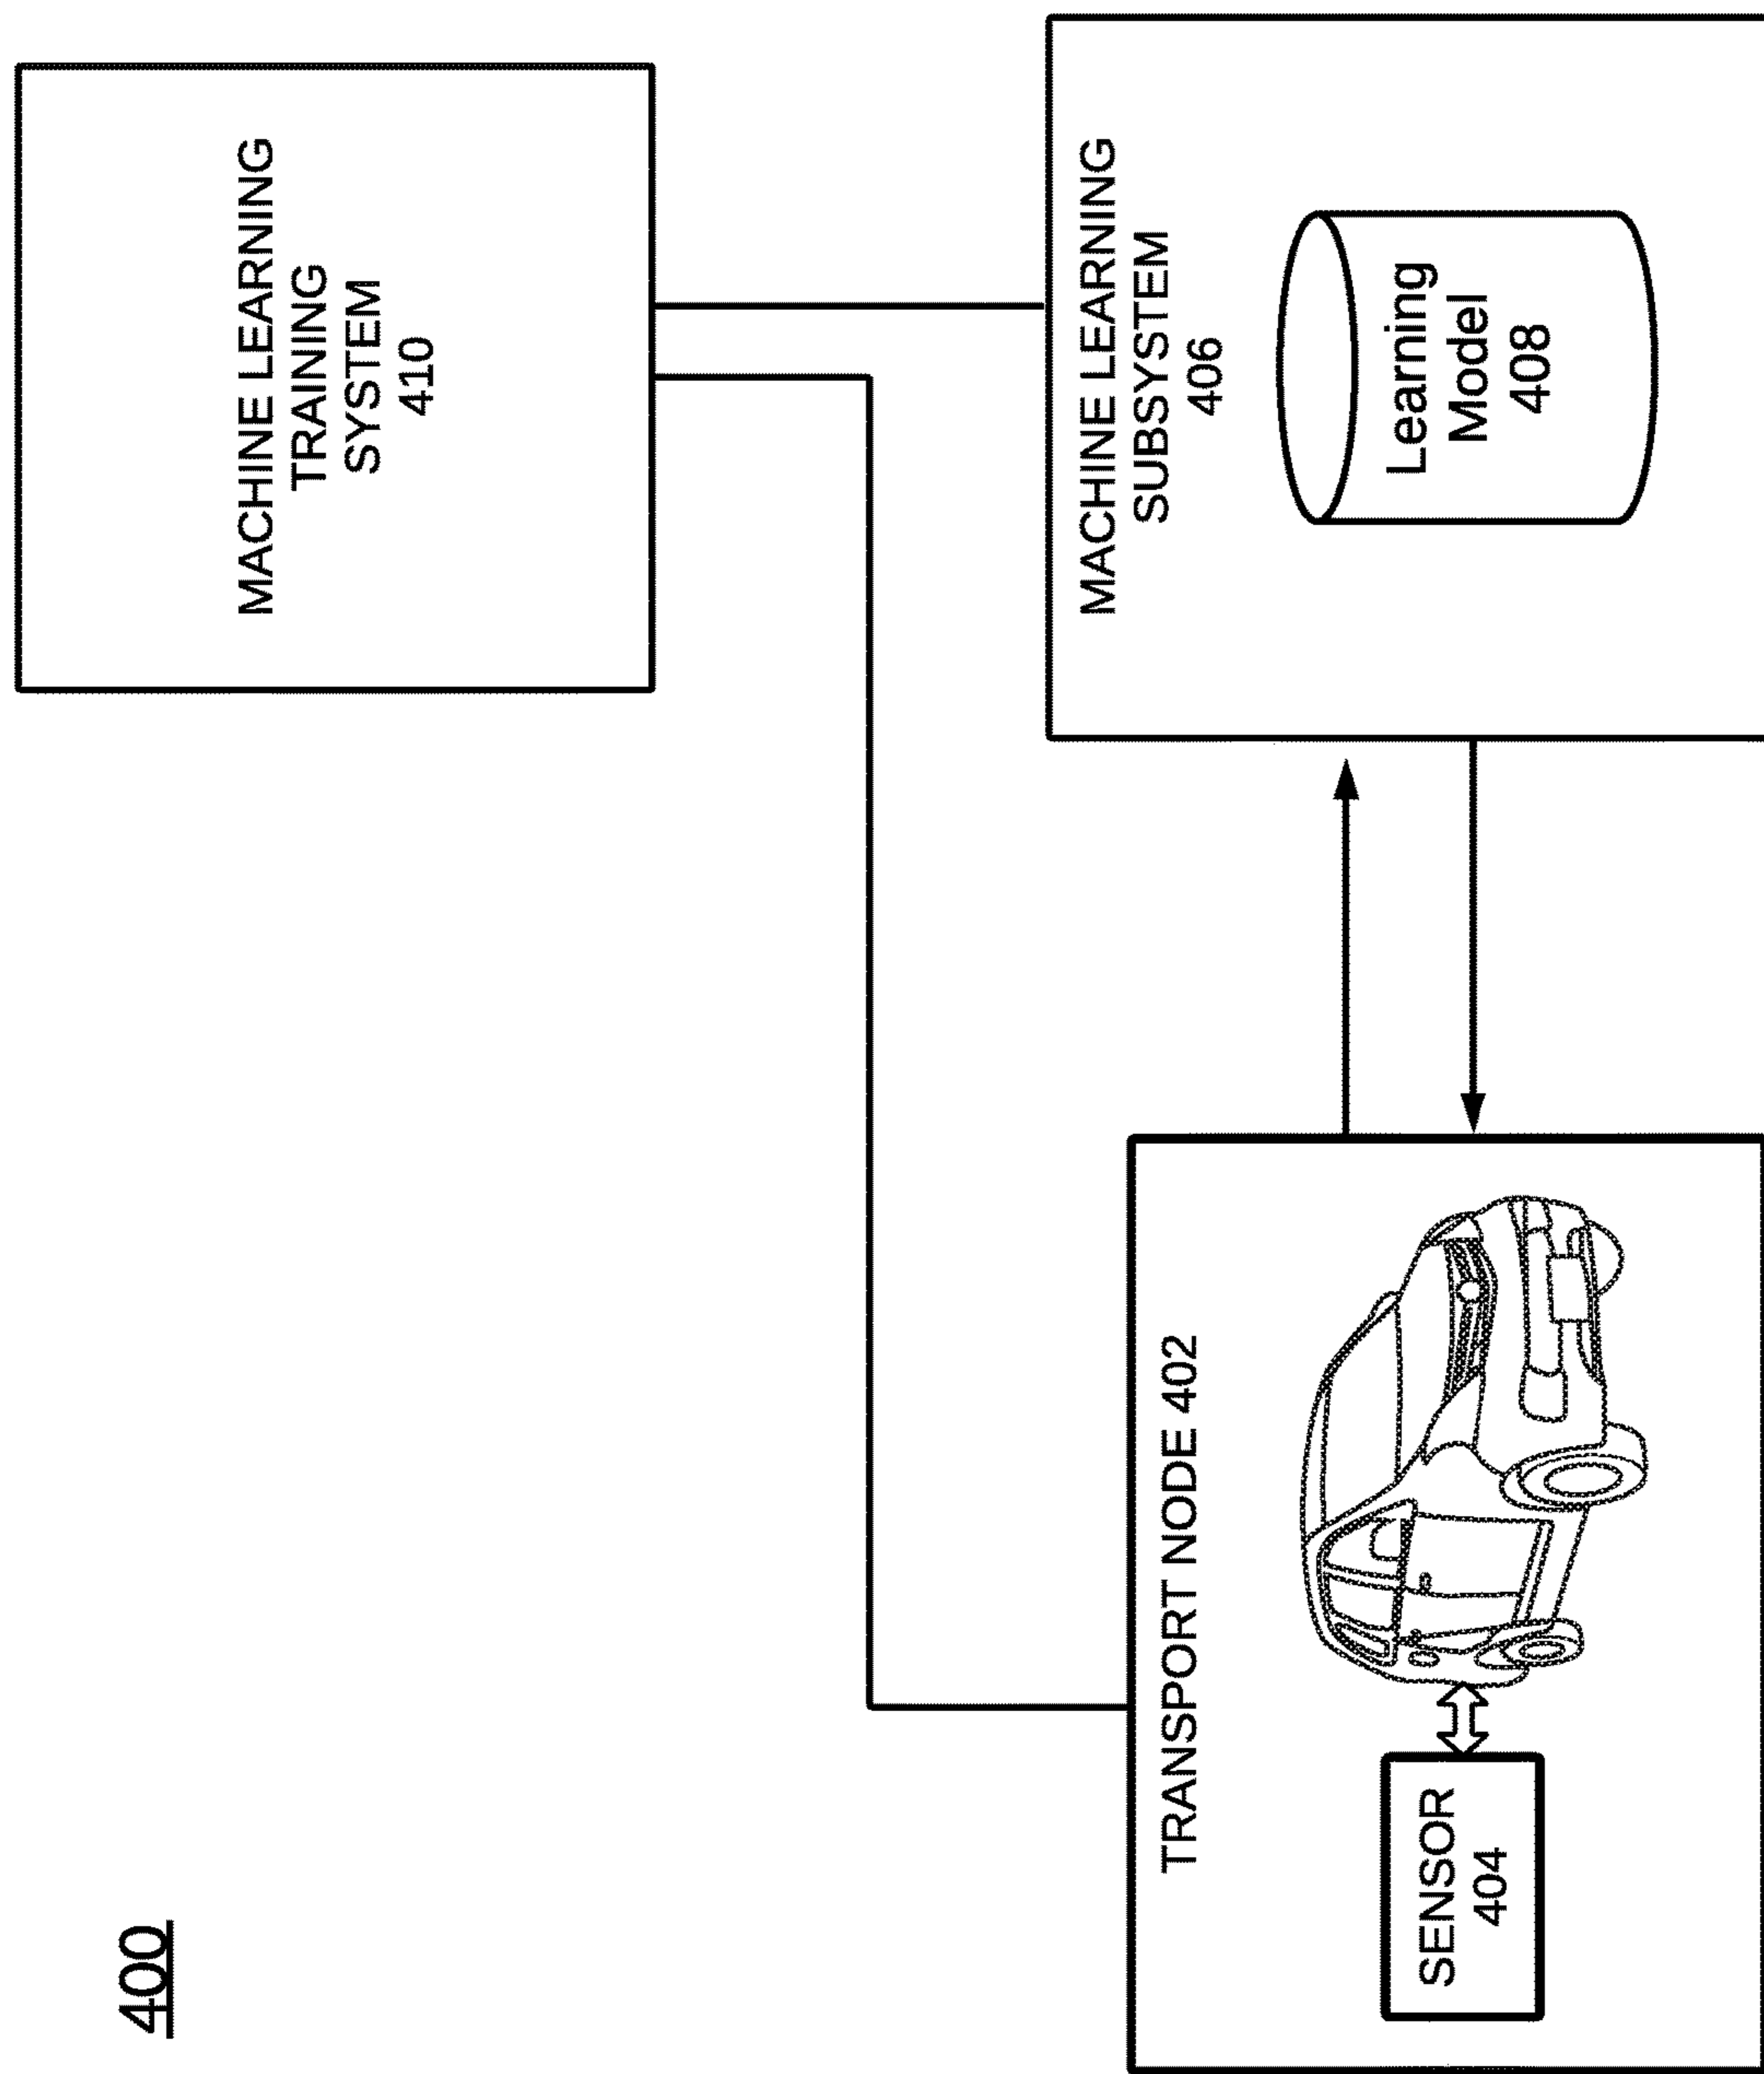 400
MACHINE LEARNING
TRAINING
SYSTEM
410
TRANSPORT NODE 402
SENSOR
404
MACHINE LEARNING
SUBSYSTEM
406
Learning
Model
408